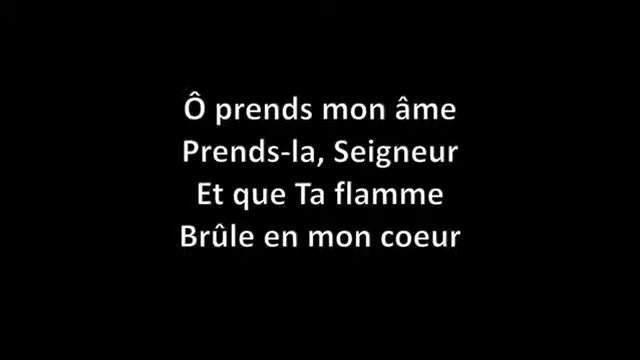 Ô prends mon âme
Prends-la, Seigneur
Et que Ta flamme
Brûle en mon coeur